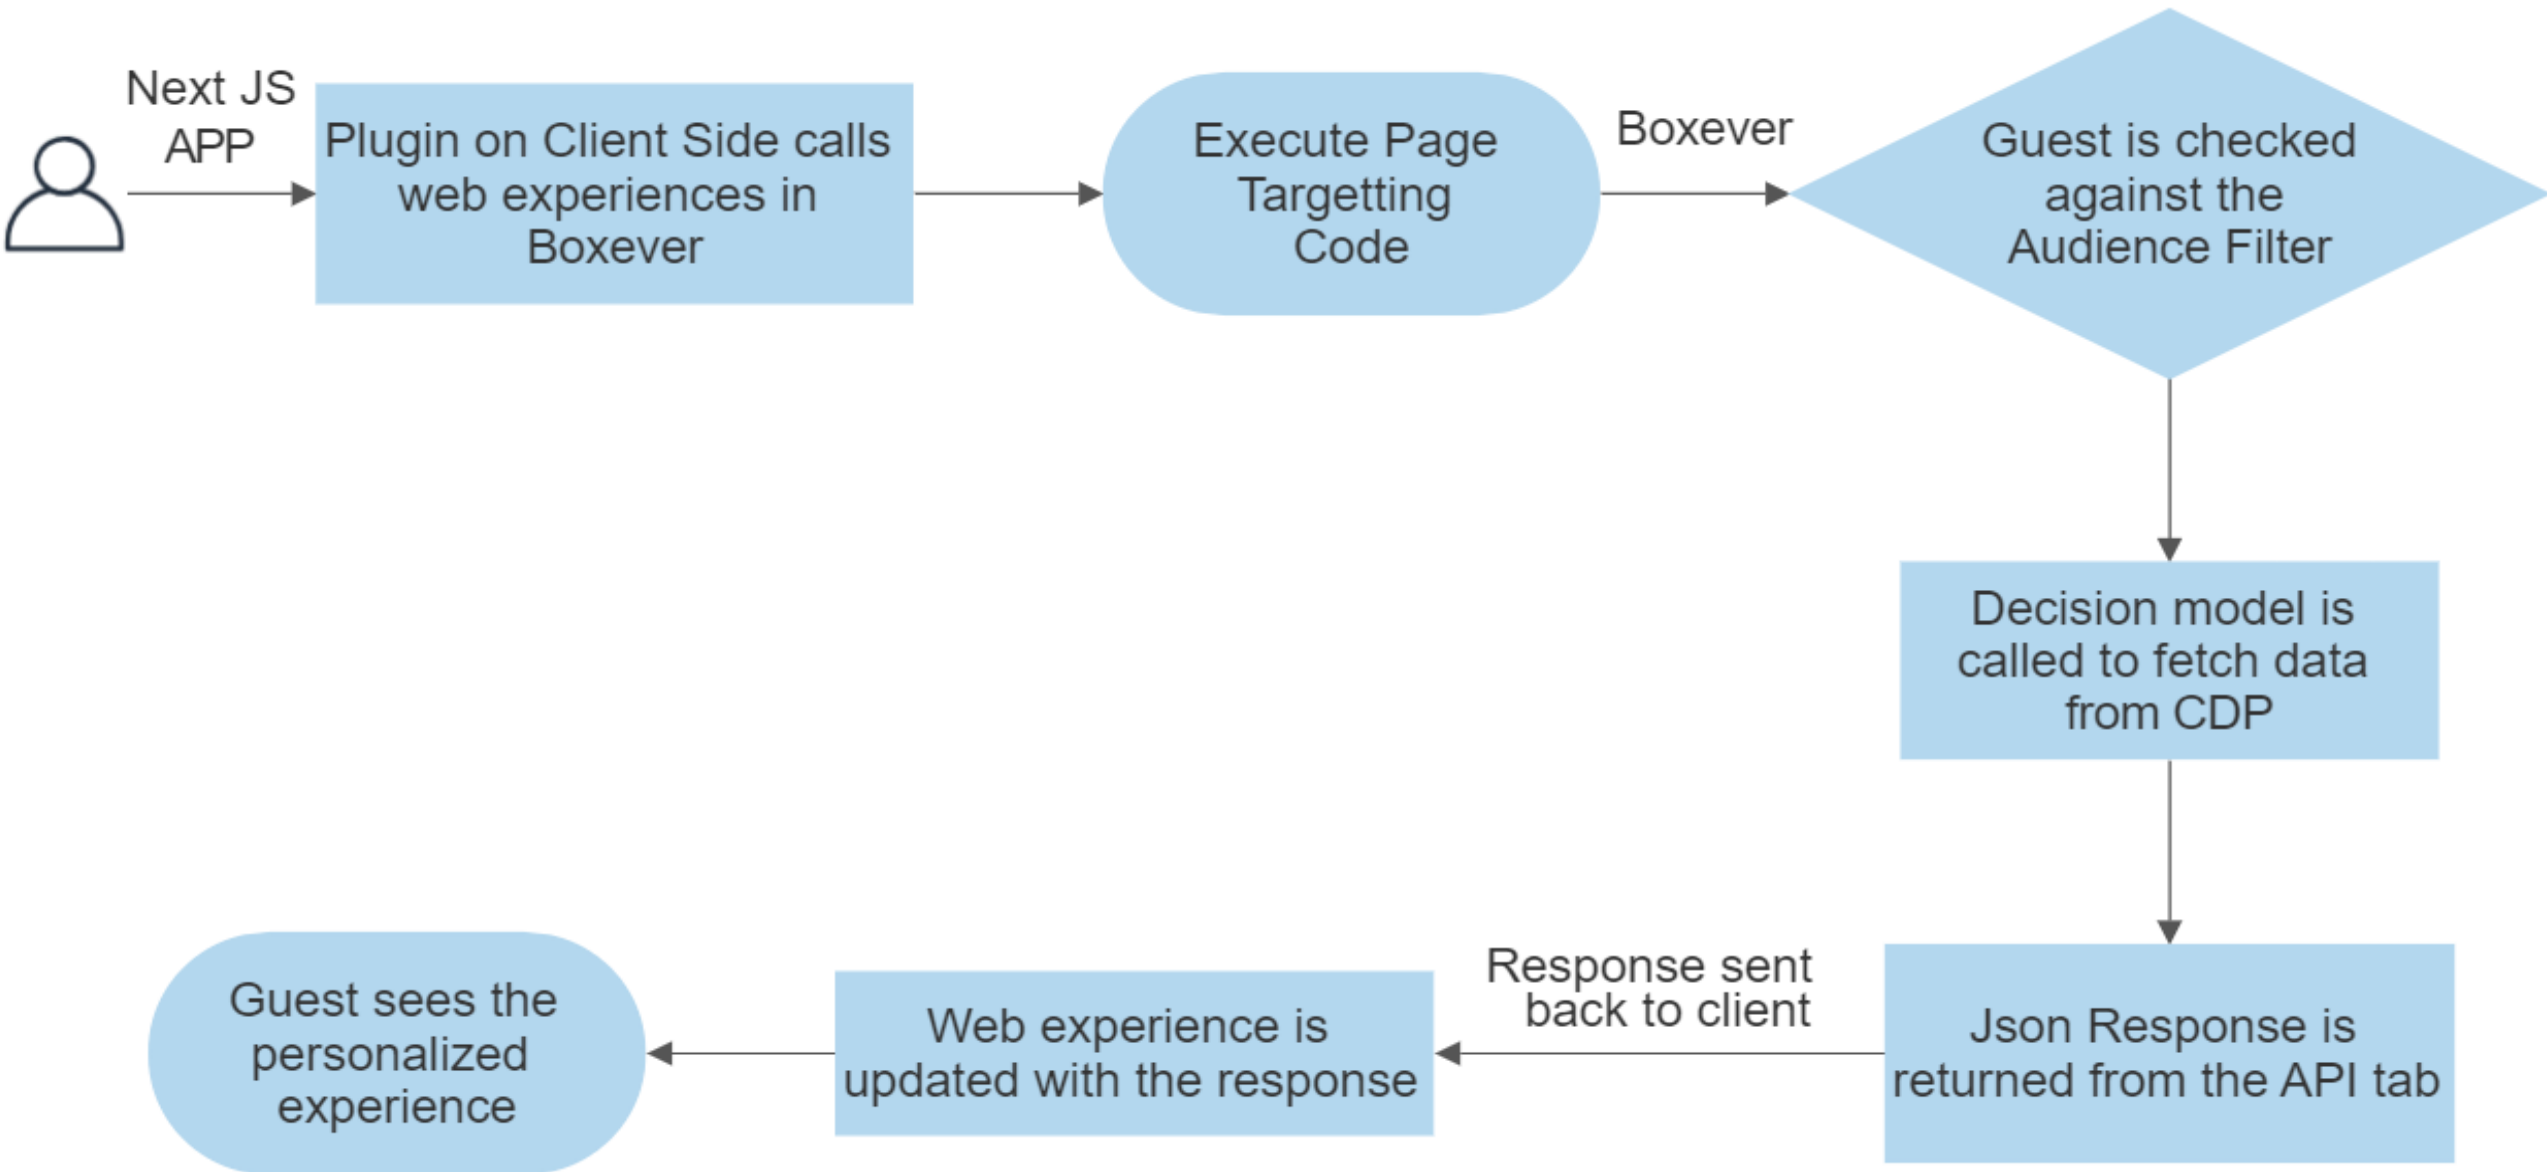 Next JS
APP
Plugin on Client Side calls
web experiences in
Boxever
Execute Page
Targetting
Code
Boxever
Guest is checked
against the
Audience Filter
Decision model is
called to fetch data
from CDP
Json Response is
returned from the API tab
Response sent
back to client
Web experience is
updated with the response
Guest sees the
personalized
experience